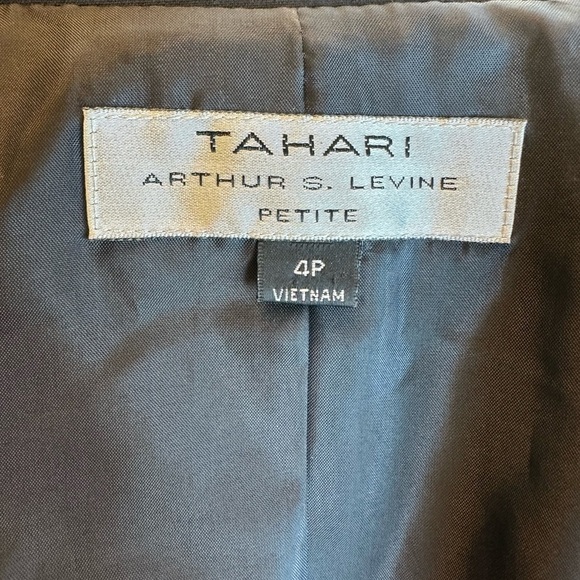 TAHARI
ARTHUR S. LEVINE
PETITE
4P
VIETNAM